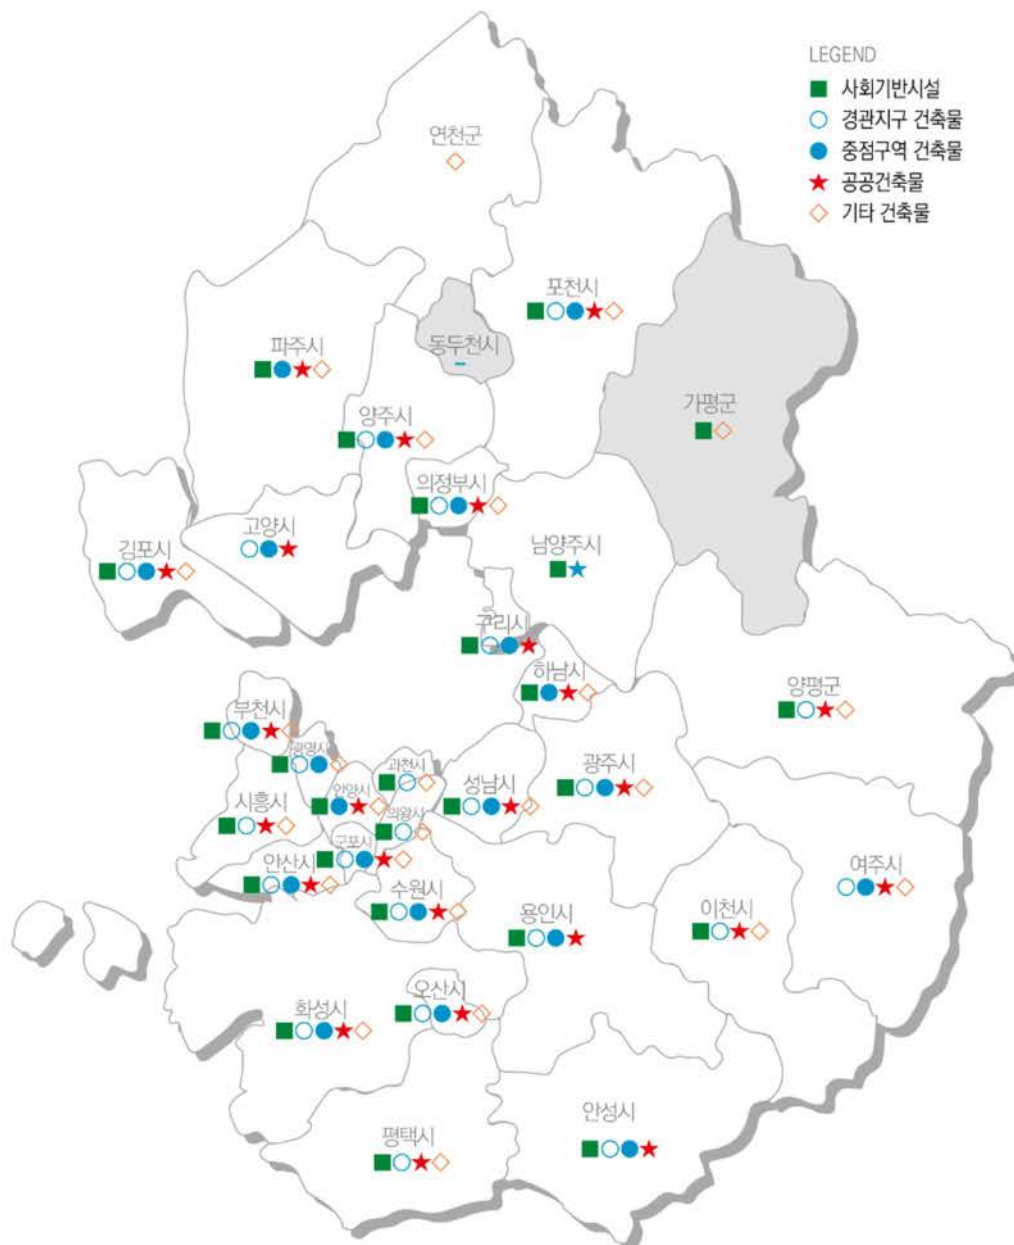 LEGEND
사회기반시설
경관지구 건축물
중점구역 건축물
공공건축물
기타 건축물
연천군
포천시
동두천시
파주시
가평군
양주시
의정부시
고양시
김포시
남양주시
구리시
하남시
양평군
부천시
광명시
과천시
성남시
광주시
안양시
시흥시
의왕시
군포시
안산시
수원시
여주시
이천시
용인시
오산시
화성시
안성시
평택시